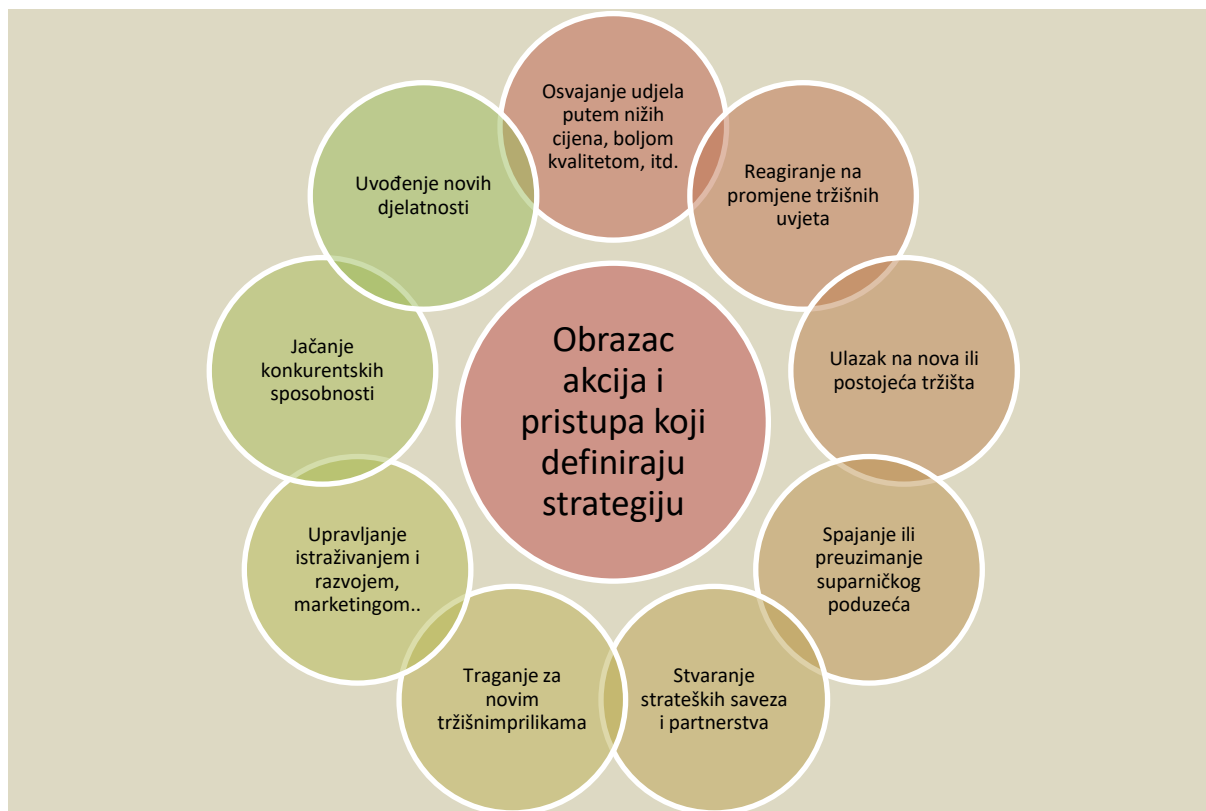 Osvajanje udjela
putem nižih
cijena, boljom
kvalitetom, itd.
Reagiranje na
promjene tržišnih
uvjeta
Ulazak na nova ili
postojeća tržišta
Spajanje ili
preuzimanje
suparničkog
poduzeća
Stvaranje
strateških saveza
i partnerstva
Traganje za
novim
tržišnimprilikama
Upravljanje
istraživanjem i
razvojem,
marketingom..
Jačanje
konkurentskih
sposobnosti
Uvođenje novih
djelatnosti
Obrazac
akcija i
pristupa koji
definiraju
strategiju